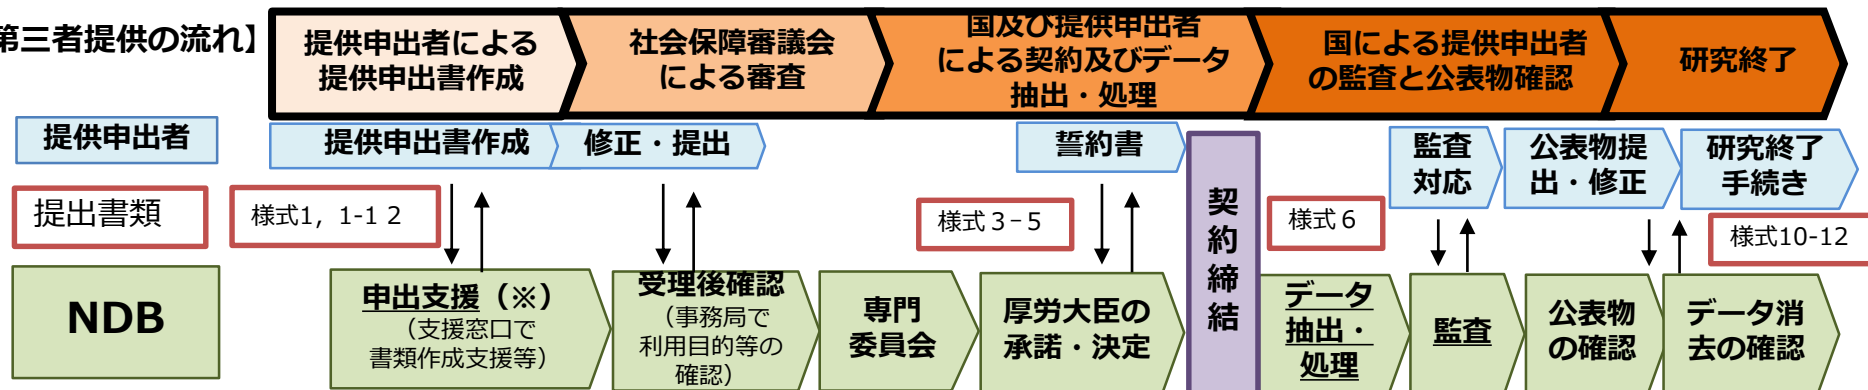 第三者提供の流れ】
提供申出者による
提供申出書作成
社会保障審議会
による審査
国及び提供申出者
による契約及びデータ
抽出・処理
国による提供申出者
の監査と公表物確認
研究終了
提供申出者
提供申出書作成
修正・提出
誓約書
監査
対応
公表物提
出・修正
研究終了
手続き
提出書類
様式1，1-1 2
様式３−５
様式６
様式10-12
契約締結
NDB
申出支援（※）
（支援窓口で
書類作成支援等）
受理後確認
（事務局で
利用目的等の
確認）
専門
委員会
厚労大臣の
承諾・決定
データ
抽出・
処理
監査
公表物
の確認
データ消
去の確認